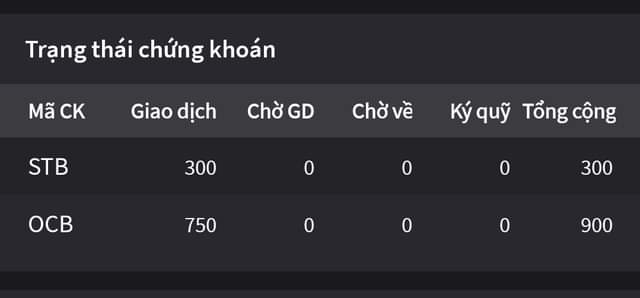 Trạng thái chứng khoán
Mã CK Giao dịch Chờ GD Chờ về Ký quỹ Tổng cộng
STB 300 0 0 0 300
OCB 750 0 0 0 900